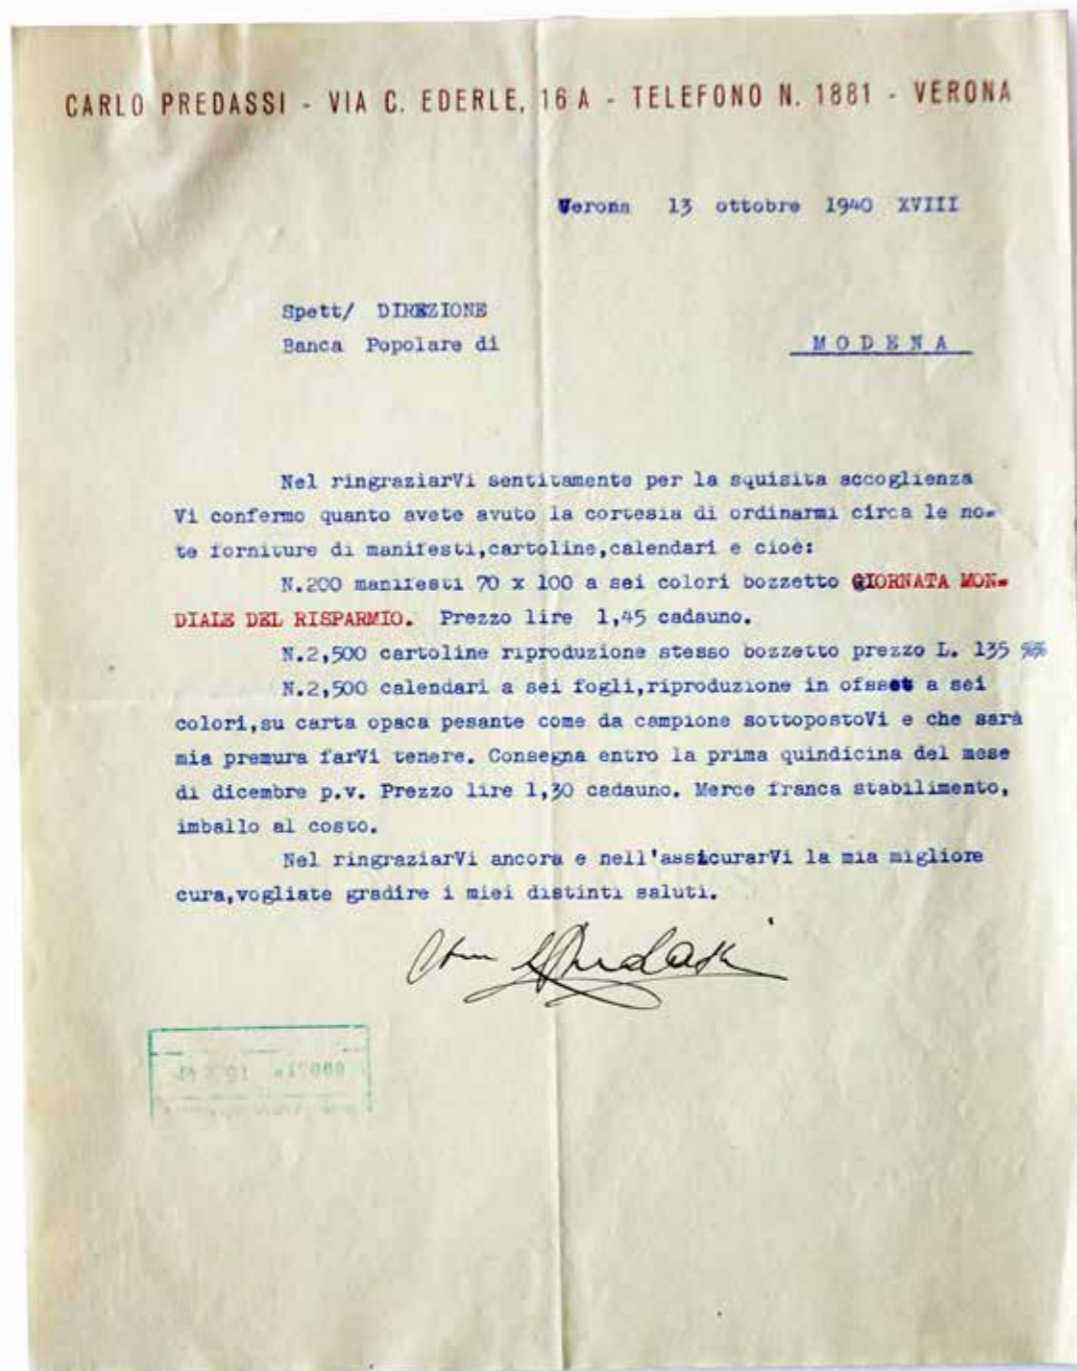 CARLO PREDASSI - VIA C. EDERLE, 16 A - TELEFONO N. 1881 - VERONA
Verona 13 ottobre 1940 XVIII
Spett/ DIREZIONE
Banca Popolare di MODENA
Nel ringraziarVi sentitamente per la squisita accoglienza
Vi confermo quanto avete avuto la cortesia di ordinarmi circa le no=
te forniture di manifesti,cartoline,calendari e cioè:
N.200 manifesti 70 x 100 a sei colori bozzetto GIORNATA MON=
DIALE DEL RISPARMIO. Prezzo lire 1,45 cadauno.
N.2,500 cartoline riproduzione stesso bozzetto prezzo L. 135
N.2,500 calendari a sei fogli,riproduzione in ofsset a sei
colori,su carta opaca pesante come da campione sottopostoVi e che sarà
mia premura farVi tenere. Consegna entro la prima quindicina del mese
di dicembre p.v. Prezzo lire 1,30 cadauno. Merce franca stabilimento,
imballo al costo.
Nel ringraziarVi ancora e nell'assicurarVi la mia migliore
cura,vogliate gradire i miei distinti saluti.